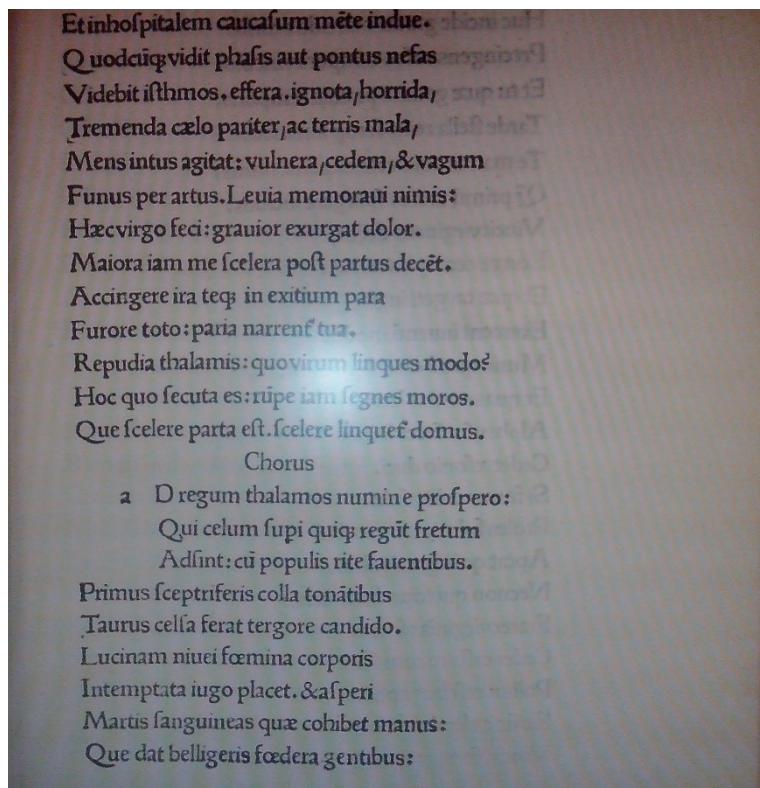 Et inhoſpitalem caucaſum mēte indue.
Quodcūqꝫ vidit phaſis aut pontus nefas
Videbit iſthmos. effera. ignota, horrida,
Tremenda cælo pariter, ac terris mala,
Mens intus agitat: vulnera, cedem, & vagum
Funus per artus. Leuia memoraui nimis:
Hæc virgo feci: grauior exurgat dolor.
Maiora iam me ſcelera poſt partus decēt.
Accingere ira teqꝫ in exitium para
Furore toto: paria narrent᷑ tua.
Repudia thalamis: quo virum linques modo?
Hoc quo ſecuta es: rūpe iam ſegnes moros.
Que ſcelere parta eſt. ſcelere linquet᷑ domus.
Chorus
a D regum thalamos numine proſpero:
Qui celum ſupi quiqꝫ regūt fretum
Adſint: cū populis rite fauentibus.
Primus ſceptriferis colla tonātibus
Taurus celſa ferat tergore candido.
Lucinam niuei fœmina corporis
Intemptata iugo placet. & aſperi
Martis ſanguineas quæ cohibet manus:
Que dat belligeris fœdera gentibus: